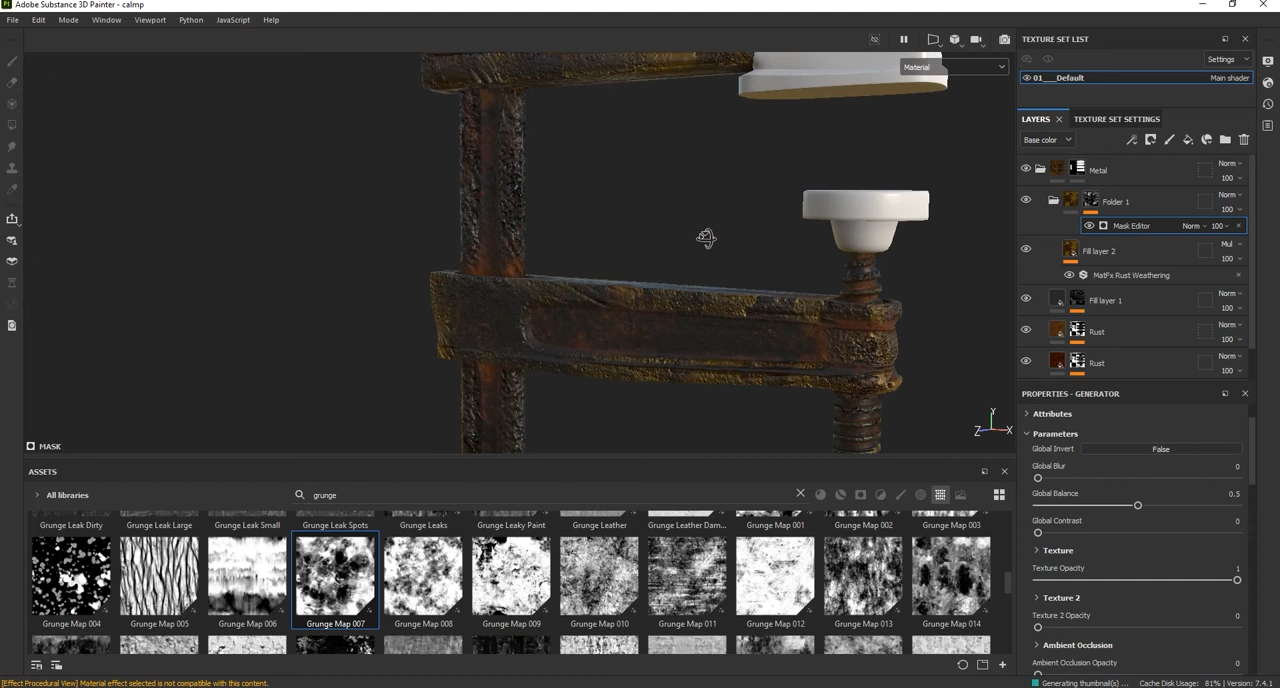 Adobe Substance 3D Painter - calmp
File Edit Mode Window Viewport Python JavaScript Help
Material
TEXTURE SET LIST
Settings
01___Default Main shader
LAYERS TEXTURE SET SETTINGS
Base color
Metal Norm 100
Folder 1 Norm 100
Mask Editor Norm 100
Fill layer 2 Mul 100
MatFx Rust Weathering
Fill layer 1 Norm 100
Rust Norm 100
Rust Norm 100
PROPERTIES - GENERATOR
Attributes
Parameters
Global Invert False
Global Blur 0
Global Balance 0.5
Global Contrast 0
Texture
Texture Opacity 1
Texture 2
Texture 2 Opacity 0
Ambient Occlusion
Ambient Occlusion Opacity 0
Y
Z X
MASK
ASSETS
All libraries grunge
Grunge Leak Dirty Grunge Leak Large Grunge Leak Small Grunge Leak Spots Grunge Leaks Grunge Leaky Paint Grunge Leather Grunge Leather Dam... Grunge Map 001 Grunge Map 002 Grunge Map 003
Grunge Map 004 Grunge Map 005 Grunge Map 006 Grunge Map 007 Grunge Map 008 Grunge Map 009 Grunge Map 010 Grunge Map 011 Grunge Map 012 Grunge Map 013 Grunge Map 014
[Effect Procedural View] Material effect selected is not compatible with this content.
Generating thumbnail(s) ... Cache Disk Usage: 81% | Version: 7.4.1